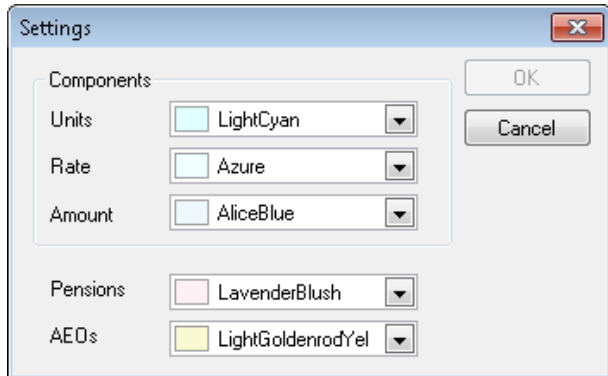 Settings
Components
OK
Units LightCyan
Cancel
Rate Azure
Amount AliceBlue
Pensions LavenderBlush
AEOs LightGoldenrodYel